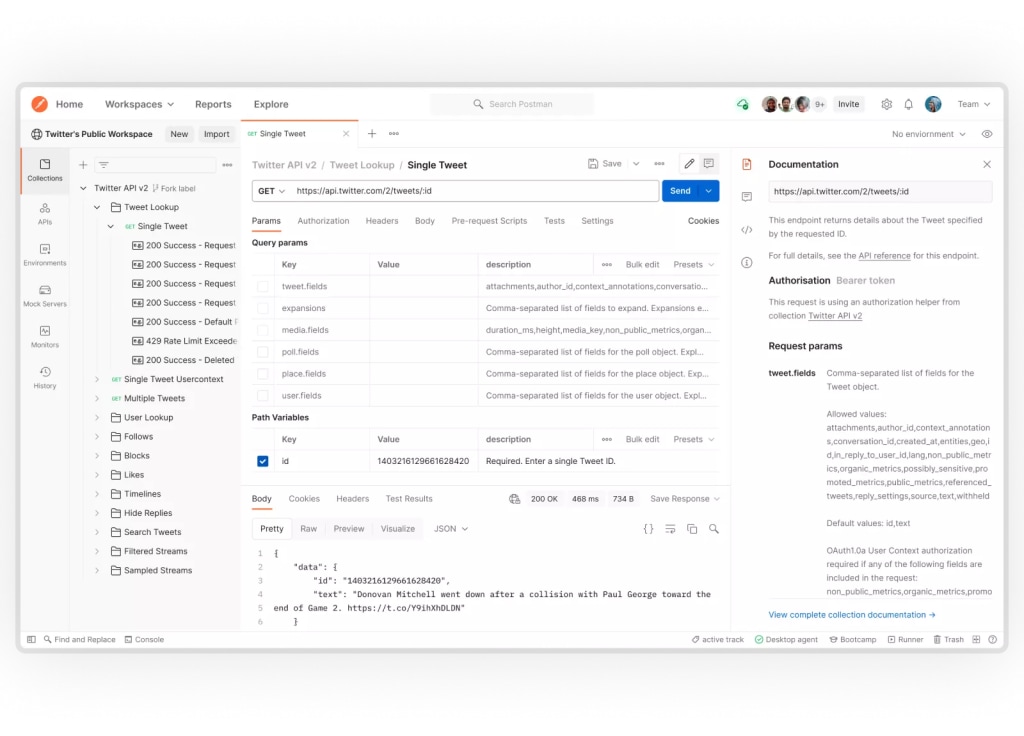 Home
Workspaces
Reports
Explore
Search Postman
9+
Invite
Team
Twitter's Public Workspace
New
Import
GET Single Tweet
No enviornment
Collections
APIs
Environments
Mock Servers
Monitors
History
Twitter API v2 Fork label
Tweet Lookup
GET Single Tweet
200 Success - Request
200 Success - Request
200 Success - Request
200 Success - Request
200 Success - Default
429 Rate Limit Exceede
200 Success - Deleted
GET Single Tweet Usercontext
GET Multiple Tweets
User Lookup
Follows
Blocks
Likes
Timelines
Hide Replies
Search Tweets
Filtered Streams
Sampled Streams
Twitter API v2 / Tweet Lookup / Single Tweet
Save
GET https://api.twitter.com/2/tweets/:id
Send
Params Authorization Headers Body Pre-request Scripts Tests Settings Cookies
Query params
Key Value description Bulk edit Presets
tweet.fields attachments,author_id,context_annotations,conversatio...
expansions Comma-separated list of fields to expand. Expansions e...
media.fields duration_ms,height,media_key,non_public_metrics,organ...
poll.fields Comma-separated list of fields for the poll object. Expl...
place.fields Comma-separated list of fields for the place object. Exp...
user.fields Comma-separated list of fields for the user object. Expl...
Path Variables
Key Value description Bulk edit Presets
id 1403216129661628420 Required. Enter a single Tweet ID.
Body Cookies Headers Test Results 200 OK 468 ms 734 B Save Response
Pretty Raw Preview Visualize JSON
1 {
2 "data": {
3 "id": "1403216129661628420",
4 "text": "Donovan Mitchell went down after a collision with Paul George toward the
5 end of Game 2. https://t.co/Y9ihXhDLDN"
6 }
Documentation
https://api.twitter.com/2/tweets/:id
This endpoint returns details about the Tweet specified
by the requested ID.
For full details, see the API reference for this endpoint.
Authorisation Bearer token
This request is using an authorization helper from
collection Twitter API v2
Request params
tweet.fields Comma-separated list of fields for the
Tweet object.
Allowed values:
attachments,author_id,context_annotation
s,conversation_id,created_at,entities,geo,i
d,in_reply_to_user_id,lang,non_public_met
rics,organic_metrics,possibly_sensitive,pro
moted_metrics,public_metrics,referenced_
tweets,reply_settings,source,text,withheld
Default values: id,text
OAuth1.0a User Context authorization
required if any of the following fields are
included in the request:
non_public_metrics,organic_metrics,promo
View complete collection documentation →
Find and Replace
Console
active track
Desktop agent
Bootcamp
Runner
Trash